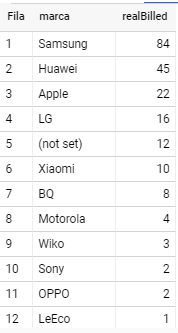 Fila marca realBilled
1 Samsung 84
2 Huawei 45
3 Apple 22
4 LG 16
5 (not set) 12
6 Xiaomi 10
7 BQ 8
8 Motorola 4
9 Wiko 3
10 Sony 2
11 OPPO 2
12 LeEco 1